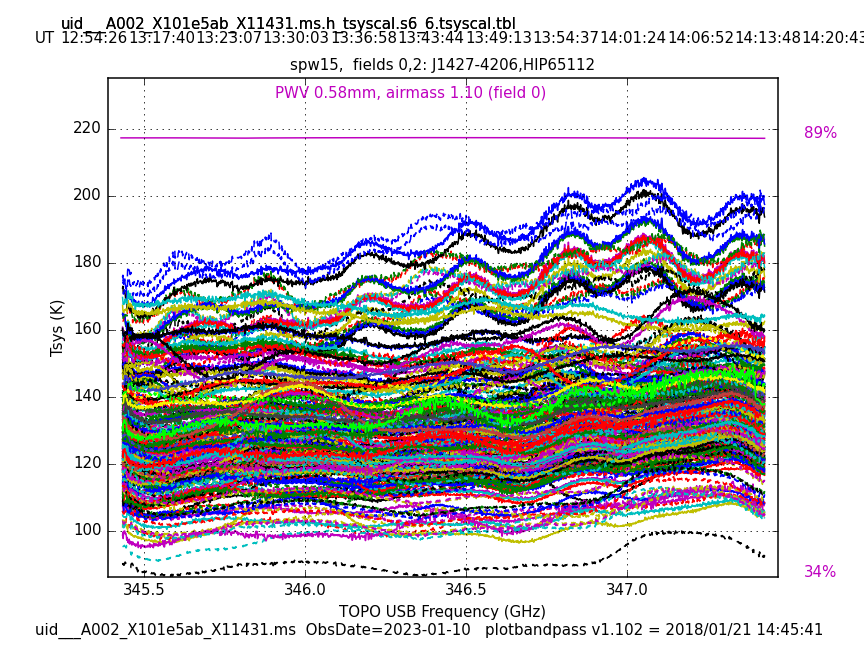 uid___A002_X101e5ab_X11431.ms.h_tsyscal.s6_6.tsyscal.tbl
UT 12:54:26 13:17:40 13:23:07 13:30:03 13:36:58 13:43:44 13:49:13 13:54:37 14:01:24 14:06:52 14:13:48 14:20:43
spw15, fields 0,2: J1427-4206,HIP65112
PWV 0.58mm, airmass 1.10 (field 0)
89%
220
200
180
160
140
120
100
Tsys (K)
34%
345.5 346.0 346.5 347.0
TOPO USB Frequency (GHz)
uid___A002_X101e5ab_X11431.ms ObsDate=2023-01-10 plotbandpass v1.102 = 2018/01/21 14:45:41